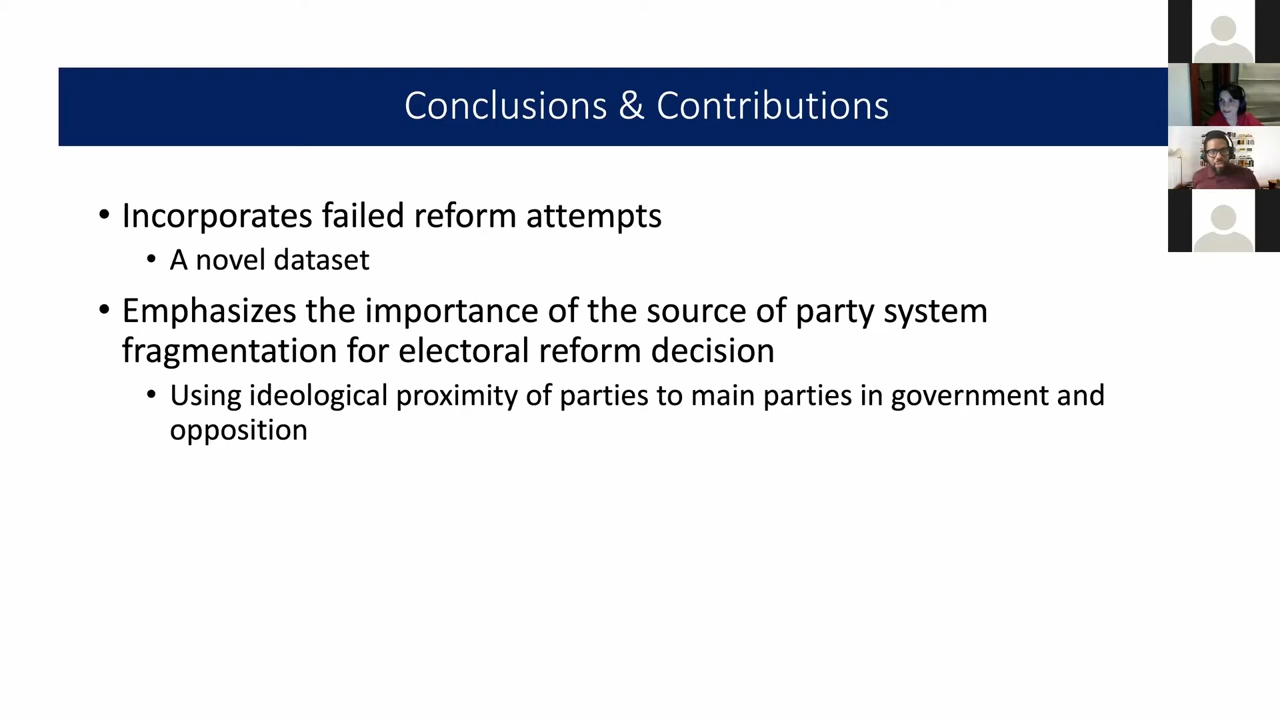 Conclusions & Contributions
• Incorporates failed reform attempts
• A novel dataset
• Emphasizes the importance of the source of party system
fragmentation for electoral reform decision
• Using ideological proximity of parties to main parties in government and
opposition